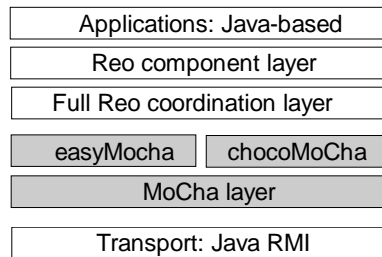 Applications: Java-based
Reo component layer
Full Reo coordination layer
easyMocha chocoMoCha
MoCha layer
Transport: Java RMI